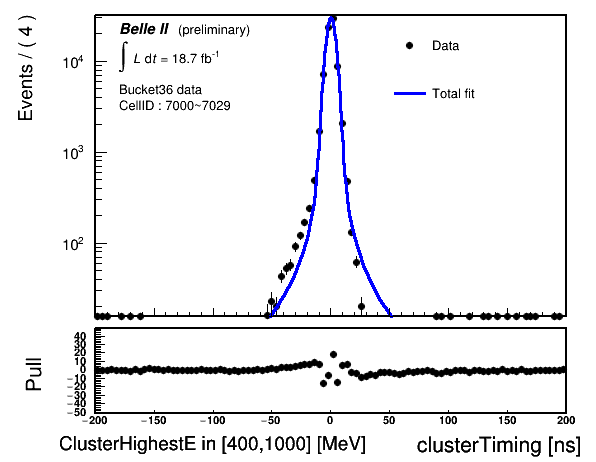 Events / ( 4 )
10⁴
10³
10²
Belle II (preliminary)
∫ L dt = 18.7 fb⁻¹
Bucket36 data
CellID : 7000~7029
Data
Total fit
Pull
40
30
20
10
0
−10
−20
−30
−40
−50
−200 −150 −100 −50 0 50 100 150 200
ClusterHighestE in [400,1000] [MeV]
clusterTiming [ns]